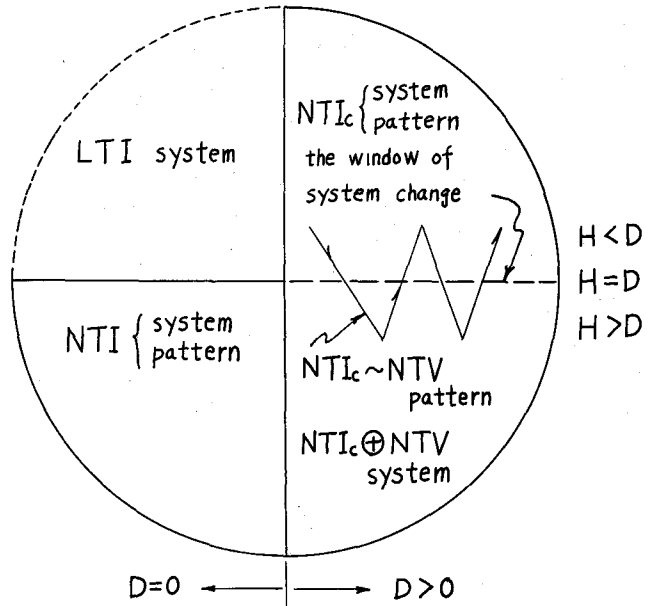 LTI system
NTIc { system
pattern
the window of
system change
H<D
H=D
H>D
NTI { system
pattern
NTIc~NTV
pattern
NTIc⊕NTV
system
D=0
D>0